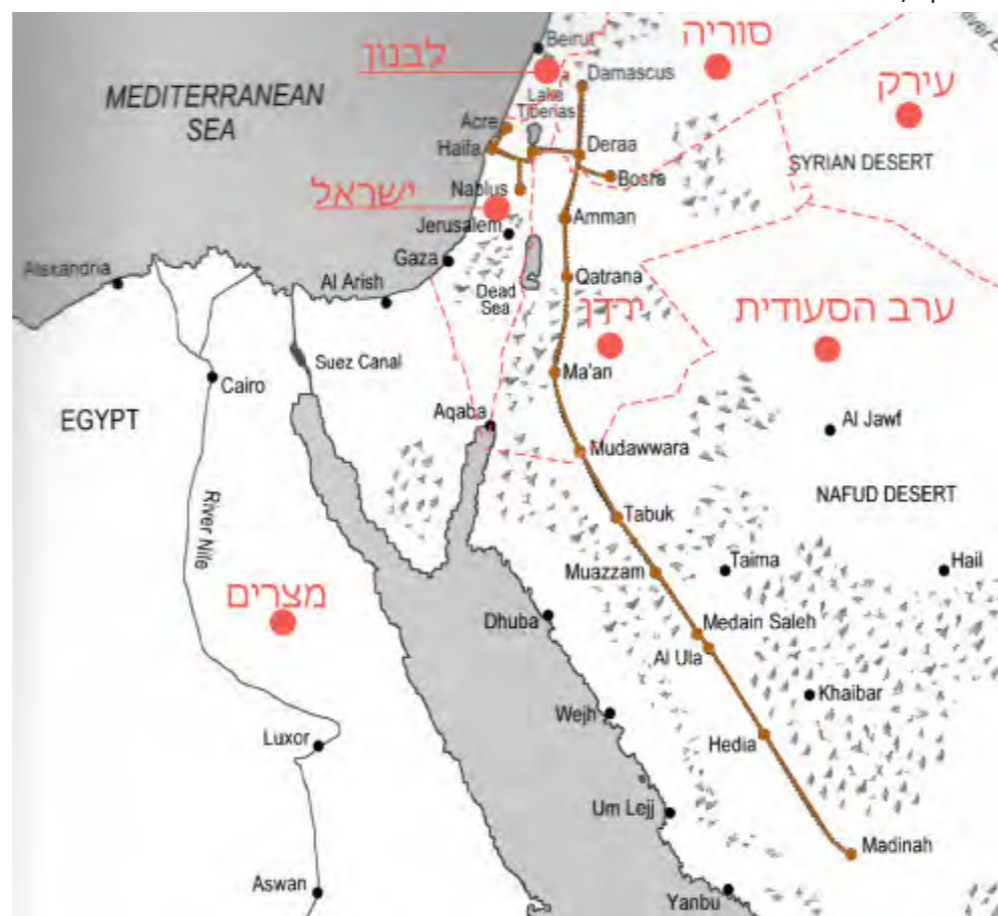 Beirut
סוריה
לבנון
Damascus
עירק
MEDITERRANEAN
SEA
Lake
Tiberias
Acre
Haifa
Deraa
SYRIAN DESERT
Bosra
Nablus
ישראל
Jerusalem
Amman
Gaza
Alexandria
Al Arish
Qatrana
Dead
Sea
ירדן
ערב הסעודית
Suez Canal
Ma'an
Cairo
EGYPT
Aqaba
Al Jawf
Mudawwara
NAFUD DESERT
River Nile
Tabuk
Taima
Hail
Muazzam
מצרים
Dhuba
Medain Saleh
Al Ula
Khaibar
Wejh
Luxor
Hedia
Um Lejj
Madinah
Aswan
Yanbu